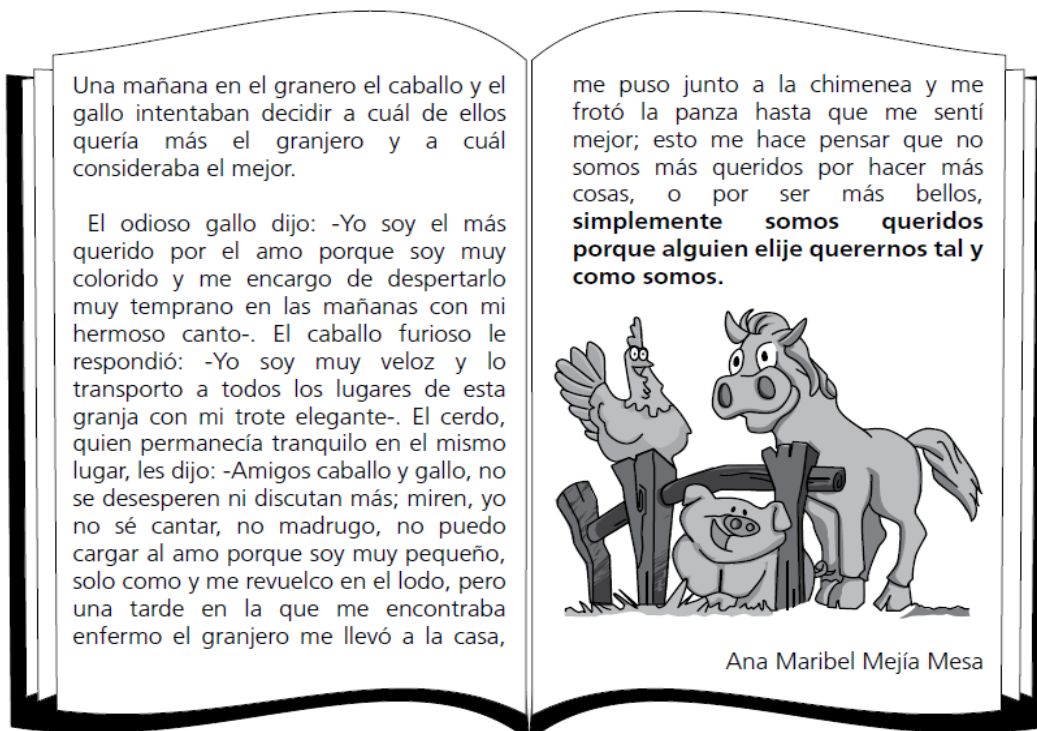 Una mañana en el granero el caballo y el
gallo intentaban decidir a cuál de ellos
quería más el granjero y a cuál
consideraba el mejor.
El odioso gallo dijo: -Yo soy el más
querido por el amo porque soy muy
colorido y me encargo de despertarlo
muy temprano en las mañanas con mi
hermoso canto-. El caballo furioso le
respondió: -Yo soy muy veloz y lo
transporto a todos los lugares de esta
granja con mi trote elegante-. El cerdo,
quien permanecía tranquilo en el mismo
lugar, les dijo: -Amigos caballo y gallo, no
se desesperen ni discutan más; miren, yo
no sé cantar, no madrugo, no puedo
cargar al amo porque soy muy pequeño,
solo como y me revuelco en el lodo, pero
una tarde en la que me encontraba
enfermo el granjero me llevó a la casa,
me puso junto a la chimenea y me
frotó la panza hasta que me sentí
mejor; esto me hace pensar que no
somos más queridos por hacer más
cosas, o por ser más bellos,
simplemente somos queridos
porque alguien elije querernos tal y
como somos.
Ana Maribel Mejía Mesa